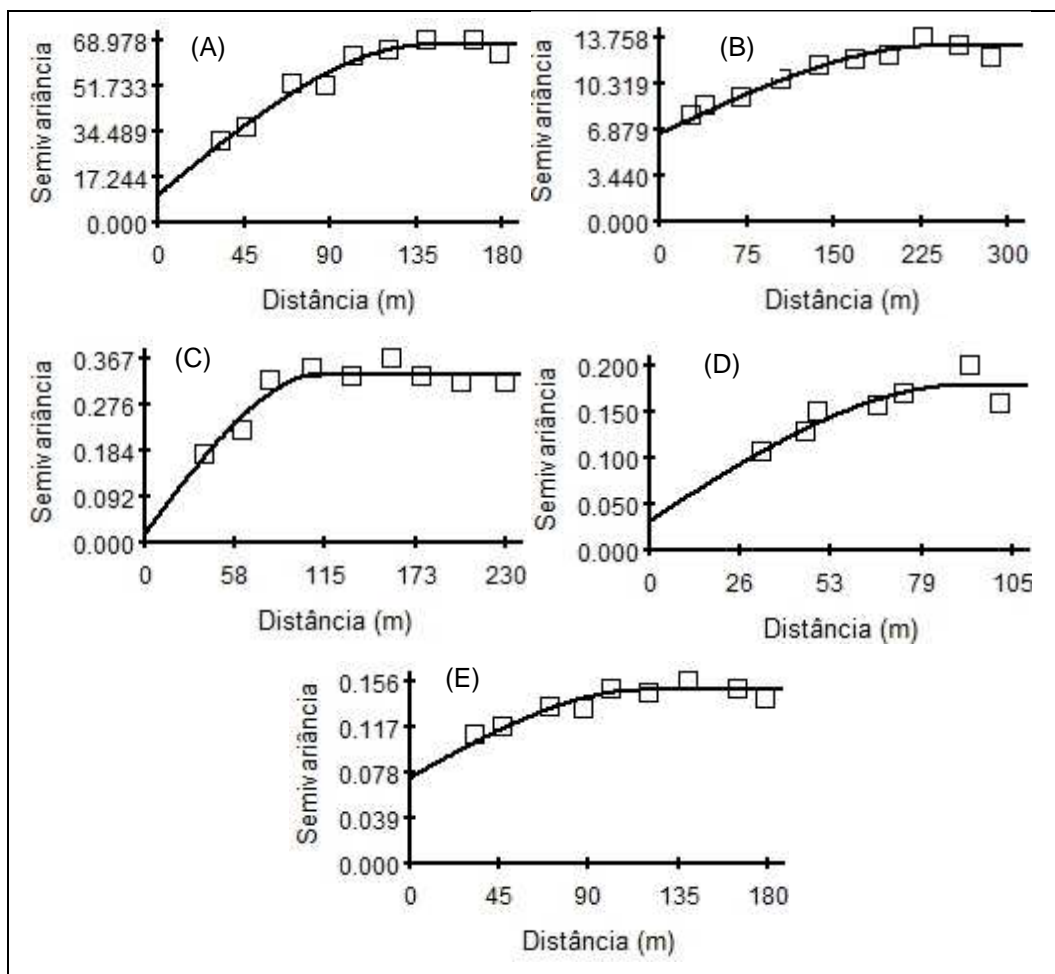 (A)
Semivariância
68.978
51.733
34.489
17.244
0.000
0 45 90 135 180
Distância (m)
(B)
Semivariância
13.758
10.319
6.879
3.440
0.000
0 75 150 225 300
Distância (m)
(C)
Semivariância
0.367
0.276
0.184
0.092
0.000
0 58 115 173 230
Distância (m)
(D)
Semivariância
0.200
0.150
0.100
0.050
0.000
0 26 53 79 105
Distância (m)
(E)
Semivariância
0.156
0.117
0.078
0.039
0.000
0 45 90 135 180
Distância (m)